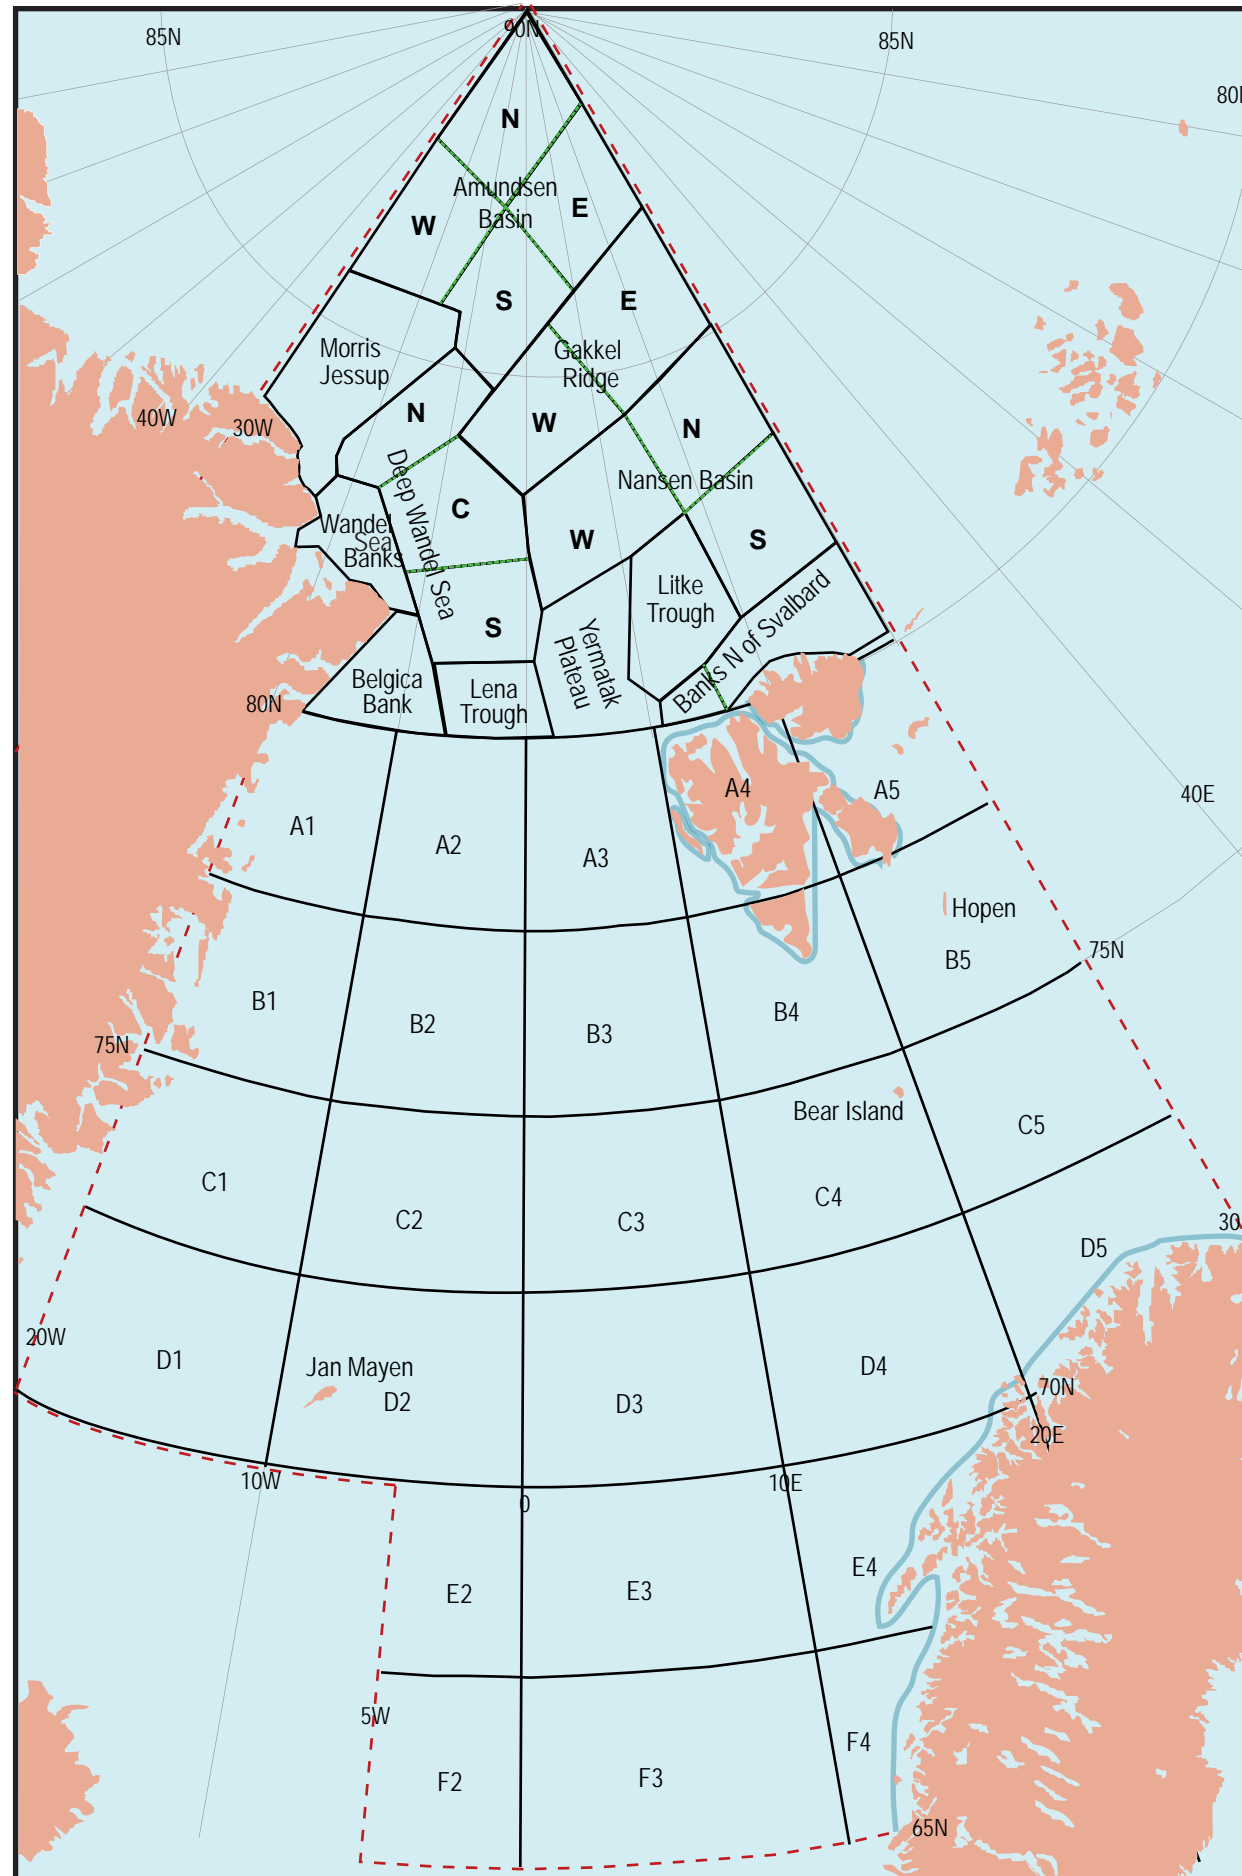 90N
85N
85N
80N
N
Amundsen
Basin
W
E
S
E
Morris
Jessup
Gakkel
Ridge
40W
30W
N
W
N
Deep Wandel Sea
Nansen Basin
C
Wandel
Sea
Banks
W
S
Litke
Trough
S
Yermatak
Plateau
Banks N of Svalbard
Belgica
Bank
Lena
Trough
80N
A4
A5
40E
A1
A2
A3
Hopen
75N
B5
B1
B2
B3
B4
75N
Bear Island
C5
C1
C2
C3
C4
30
D5
20W
D1
Jan Mayen
D2
D3
D4
70N
20E
10W
0
10E
E2
E3
E4
5W
F2
F3
F4
65N